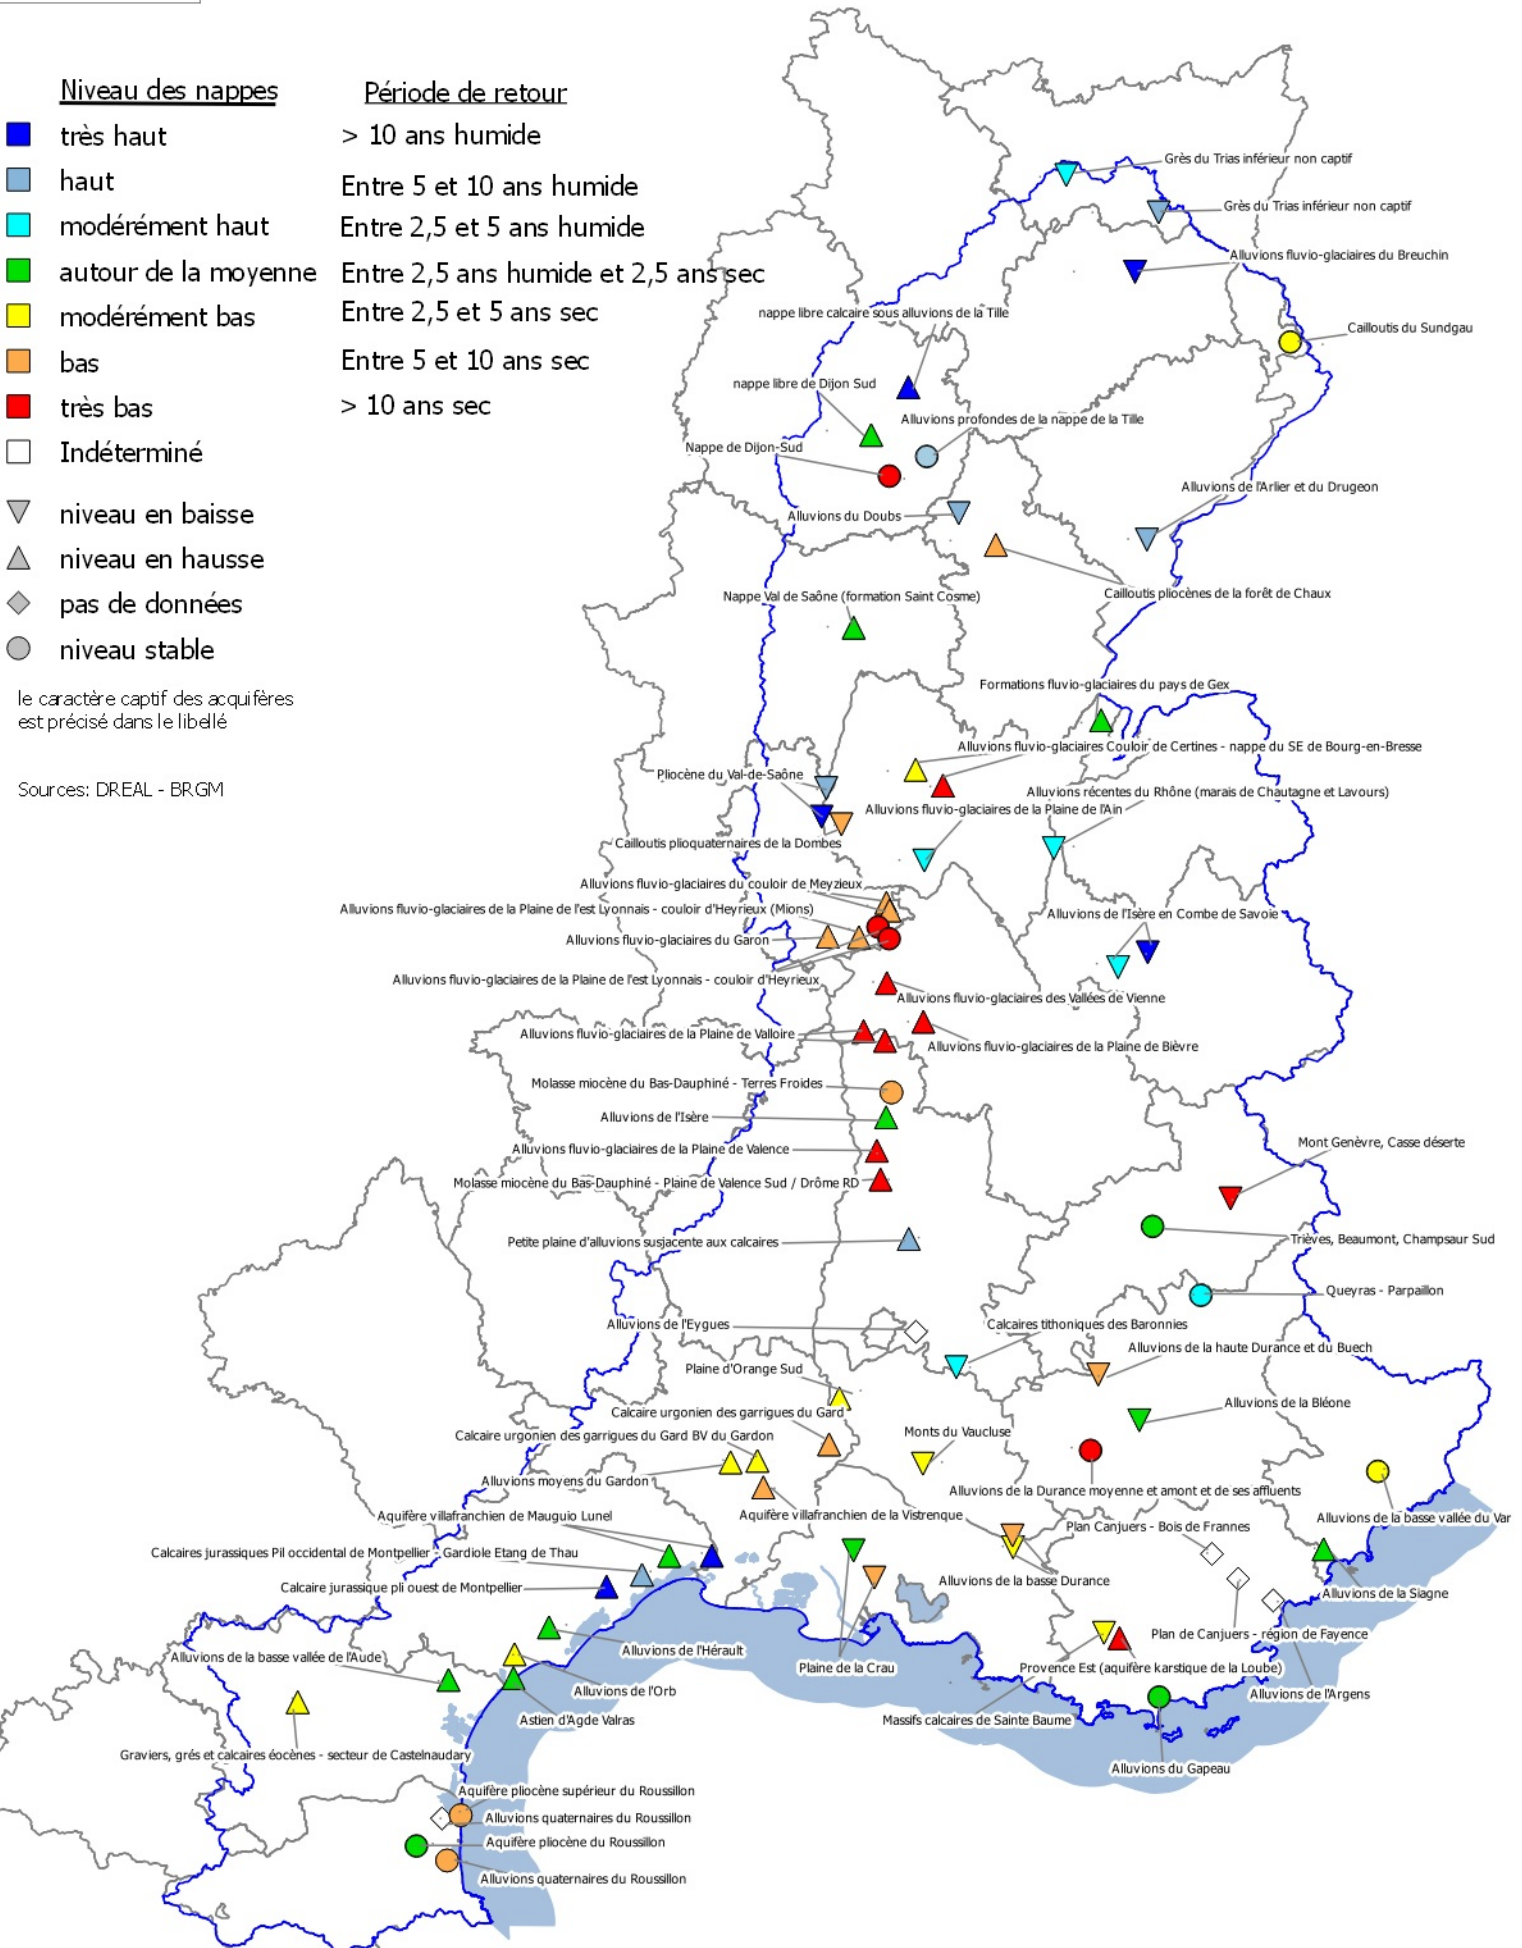 Niveau des nappes
Période de retour
très haut
> 10 ans humide
haut
Entre 5 et 10 ans humide
modérément haut
Entre 2,5 et 5 ans humide
autour de la moyenne
Entre 2,5 ans humide et 2,5 ans sec
modérément bas
Entre 2,5 et 5 ans sec
bas
Entre 5 et 10 ans sec
très bas
> 10 ans sec
Indéterminé
niveau en baisse
niveau en hausse
pas de données
niveau stable
le caractère captif des acquifères
est précisé dans le libellé
Sources: DREAL - BRGM
Grès du Trias inférieur non captif
Grès du Trias inférieur non captif
Alluvions fluvio-glaciaires du Breuchin
nappe libre calcaire sous alluvions de la Tille
Cailloutis du Sundgau
nappe libre de Dijon Sud
Alluvions profondes de la nappe de la Tille
Nappe de Dijon-Sud
Alluvions de l'Arlier et du Drugeon
Alluvions du Doubs
Cailloutis pliocènes de la forêt de Chaux
Nappe Val de Saône (formation Saint Cosme)
Formations fluvio-glaciaires du pays de Gex
Alluvions fluvio-glaciaires Couloir de Certines - nappe du SE de Bourg-en-Bresse
Pliocène du Val-de-Saône
Alluvions récentes du Rhône (marais de Chautagne et Lavours)
Alluvions fluvio-glaciaires de la Plaine de l'Ain
Cailloutis plioquaternaires de la Dombes
Alluvions fluvio-glaciaires du couloir de Meyzieux
Alluvions fluvio-glaciaires de la Plaine de l'est Lyonnais - couloir d'Heyrieux (Mions)
Alluvions de l'Isère en Combe de Savoie
Alluvions fluvio-glaciaires du Garon
Alluvions fluvio-glaciaires de la Plaine de l'est Lyonnais - couloir d'Heyrieux
Alluvions fluvio-glaciaires des Vallées de Vienne
Alluvions fluvio-glaciaires de la Plaine de Valloire
Alluvions fluvio-glaciaires de la Plaine de Bièvre
Molasse miocène du Bas-Dauphiné - Terres Froides
Alluvions de l'Isère
Mont Genèvre, Casse déserte
Alluvions fluvio-glaciaires de la Plaine de Valence
Molasse miocène du Bas-Dauphiné - Plaine de Valence Sud / Drôme RD
Petite plaine d'alluvions susjacente aux calcaires
Trièves, Beaumont, Champsaur Sud
Queyras - Parpaillon
Alluvions de l'Eygues
Calcaires tithoniques des Baronnies
Alluvions de la haute Durance et du Buech
Plaine d'Orange Sud
Alluvions de la Bléone
Calcaire urgonien des garrigues du Gard
Calcaire urgonien des garrigues du Gard BV du Gardon
Monts du Vaucluse
Alluvions moyens du Gardon
Alluvions de la Durance moyenne et amont et de ses affluents
Aquifère villafranchien de Mauguio Lunel
Aquifère villafranchien de la Vistrenque
Alluvions de la basse vallée du Var
Plan Canjuers - Bois de Frannes
Calcaires jurassiques Pil occidental de Montpellier - Gardiole Etang de Thau
Alluvions de la basse Durance
Calcaire jurassique pli ouest de Montpellier
Alluvions de la Siagne
Plan de Canjuers - région de Fayence
Alluvions de l'Hérault
Alluvions de la basse vallée de l'Aude
Plaine de la Crau
Provence Est (aquifère karstique de la Loube)
Alluvions de l'Orb
Alluvions de l'Argens
Astien d'Agde Valras
Massifs calcaires de Sainte Baume
Graviers, grés et calcaires éocènes - secteur de Castelnaudary
Alluvions du Gapeau
Aquifère pliocène supérieur du Roussillon
Alluvions quaternaires du Roussillon
Aquifère pliocène du Roussillon
Alluvions quaternaires du Roussillon